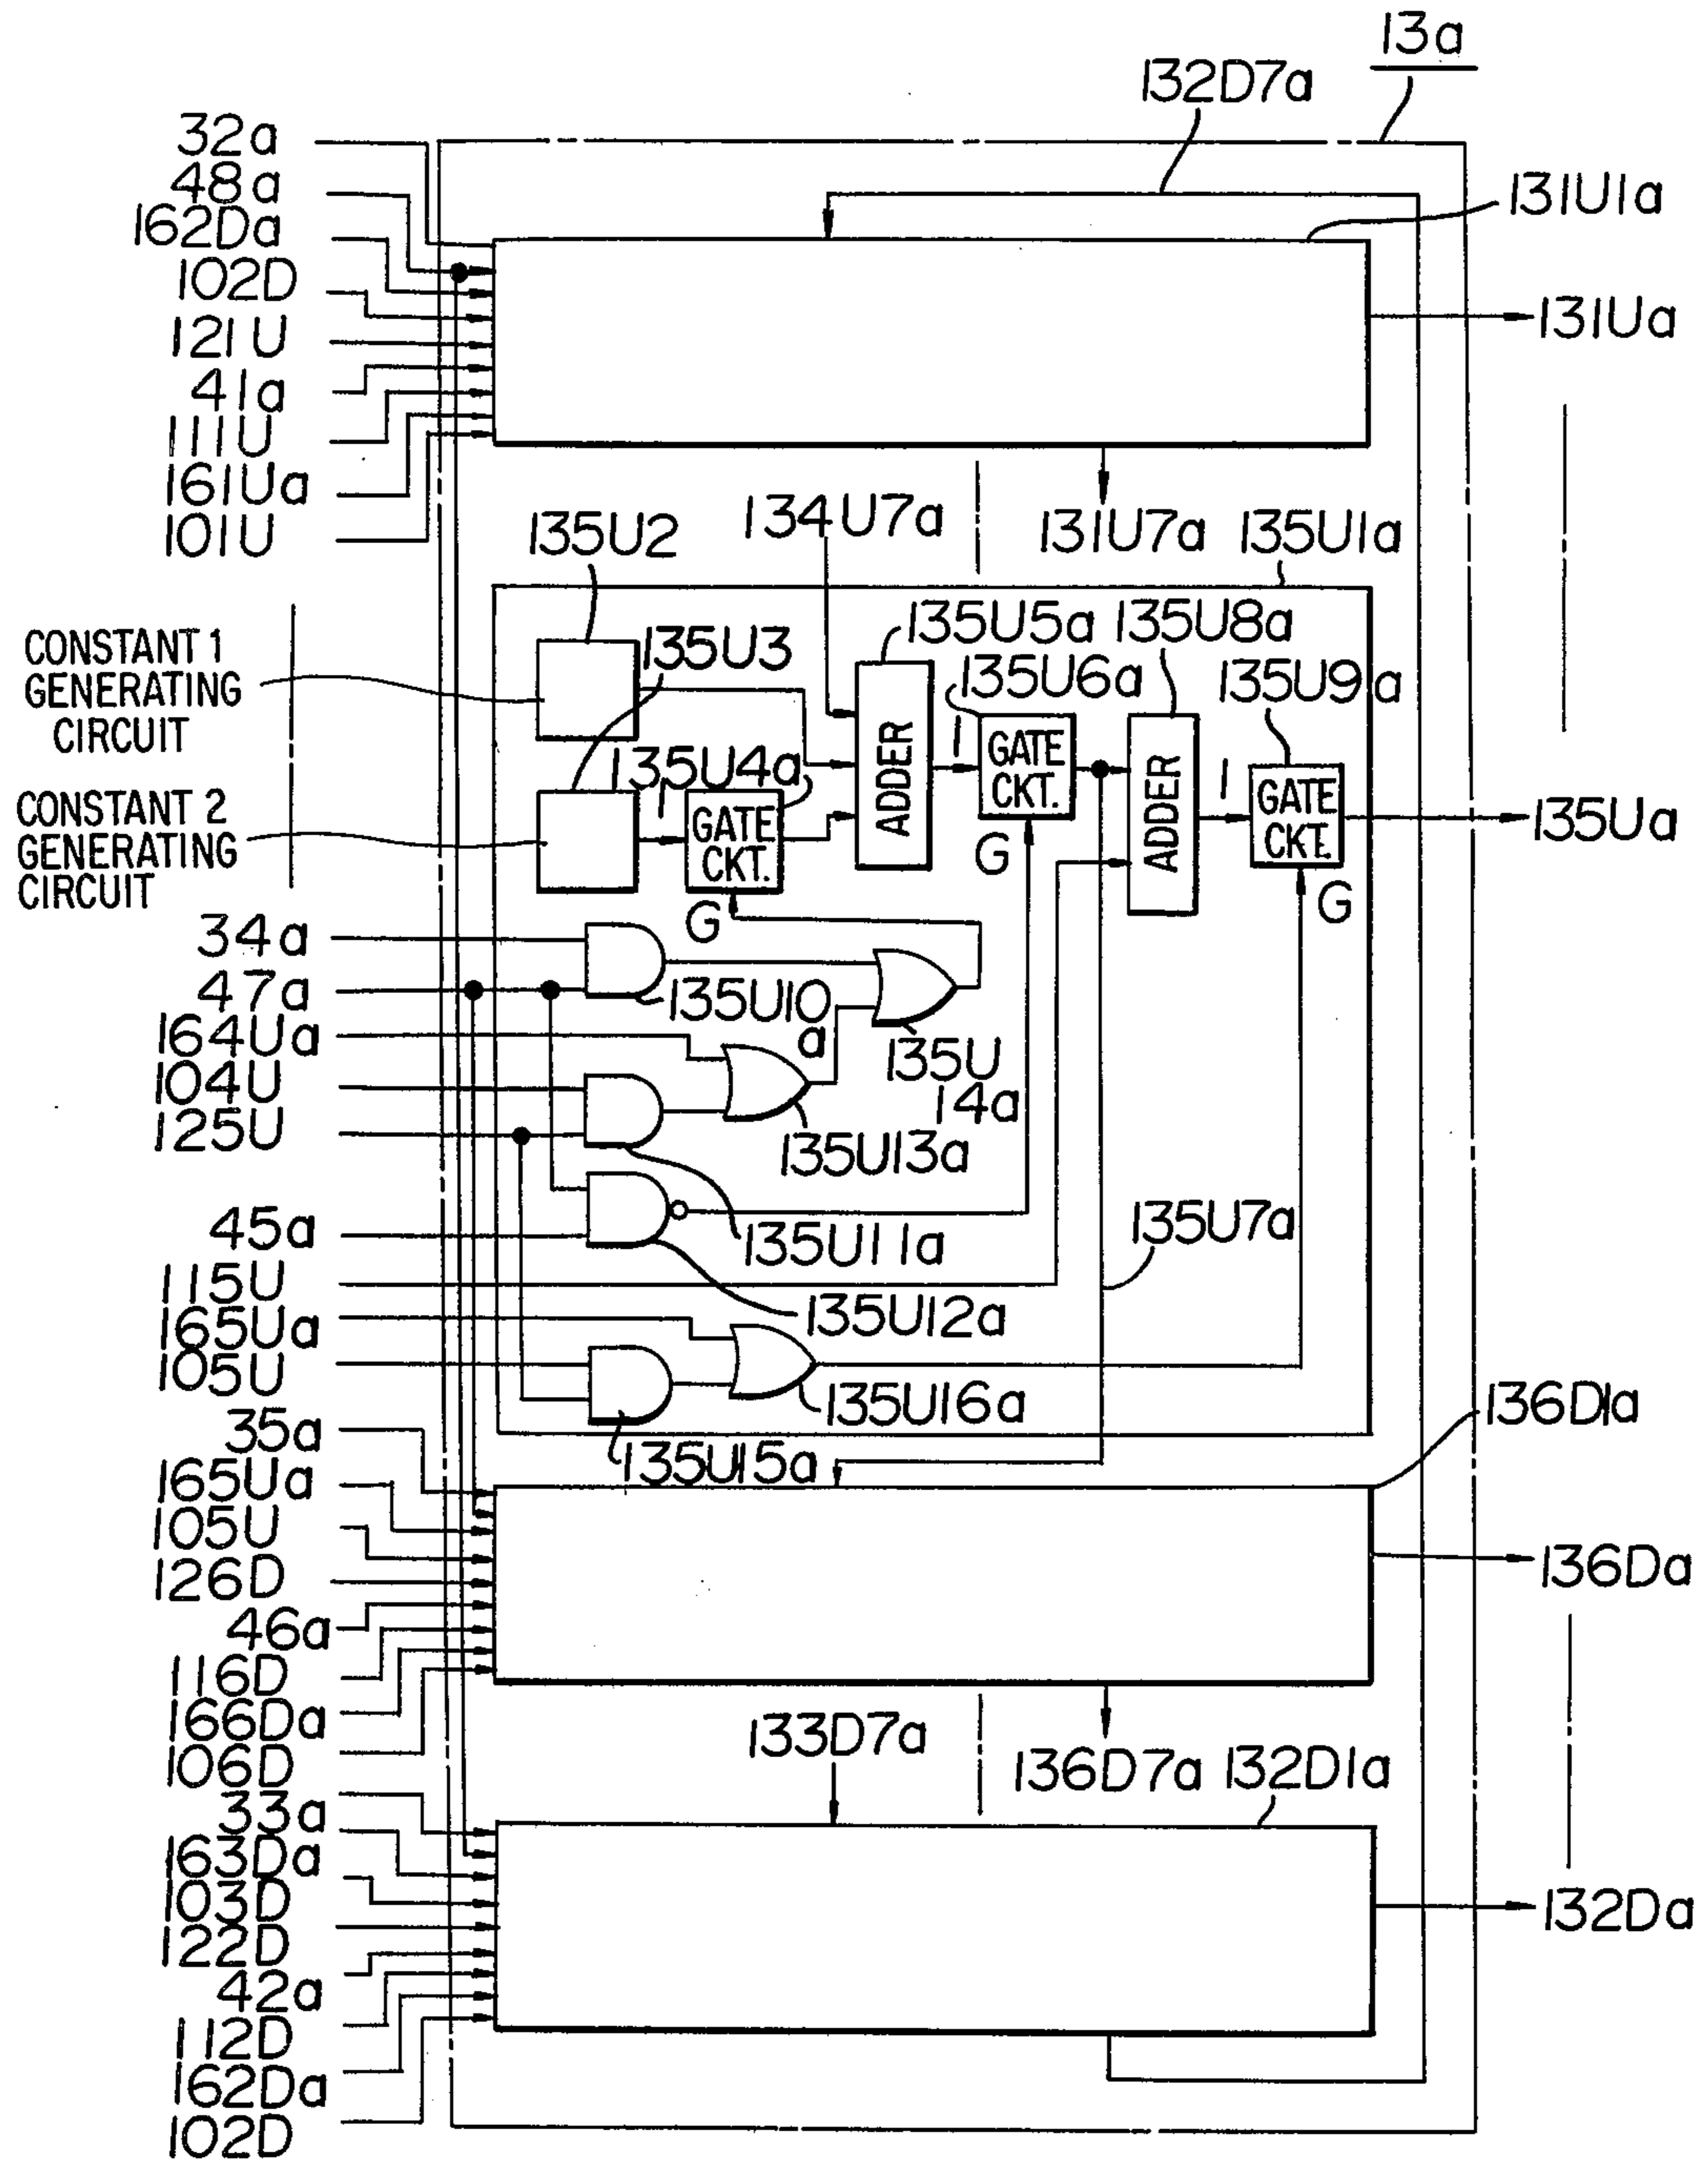 13a
132D7a
32a
48a
162Da
102D
121U
41a
111U
161Ua
101U
131U1a
131Ua
134U7a
131U7a
135U1a
135U2
135U3
135U4a
135U5a
135U6a
135U8a
135U9a
CONSTANT 1
GENERATING
CIRCUIT
CONSTANT 2
GENERATING
CIRCUIT
I
GATE
CKT.
G
ADDER
I
GATE
CKT.
G
ADDER
I
GATE
CKT.
G
135Ua
34a
47a
164Ua
104U
125U
45a
115U
165Ua
105U
135U10
a
135U
14a
135U13a
135U11a
135U12a
135U7a
135U16a
135U15a
136D1a
35a
165Ua
105U
126D
46a
116D
166Da
106D
136Da
133D7a
136D7a
132D1a
33a
163Da
103D
122D
42a
112D
162Da
102D
132Da